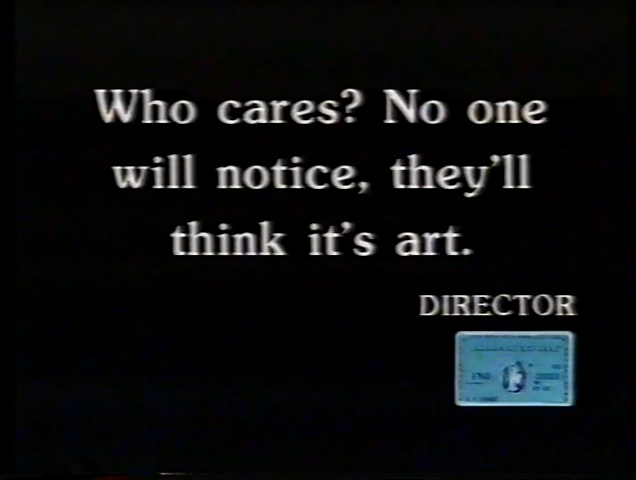 Who cares? No one
will notice, they'll
think it's art.
DIRECTOR